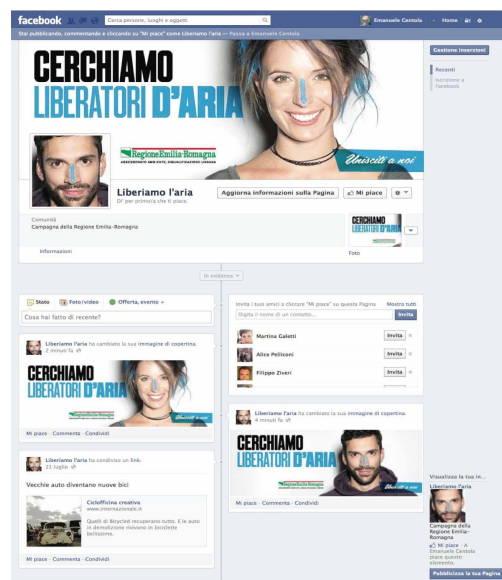 facebook
Cerca persone, luoghi e oggetti
Emanuele Centola
Home
Stai pubblicando, commentando e cliccando su "Mi piace" come Liberiamo l'aria — Passa a Emanuele Centola
Gestione inserzioni
Recenti
Iscrizione a
Facebook
CERCHIAMO
LIBERATORI D'ARIA
RegioneEmilia-Romagna
Unisciti a noi
Liberiamo l'aria
Di' per primo/a che ti piace.
Aggiorna informazioni sulla Pagina
Mi piace
Comunità
Campagna della Regione Emilia-Romagna
Informazioni
CERCHIAMO
LIBERATORI D'ARIA
Foto
In evidenza
Stato
Foto/video
Offerta, evento +
Cosa hai fatto di recente?
Liberiamo l'aria ha cambiato la sua immagine di copertina.
2 minuti fa
CERCHIAMO
LIBERATORI D'ARIA
RegioneEmilia-Romagna
Unisciti a noi
Mi piace · Commenta · Condividi
Liberiamo l'aria ha condiviso un link.
21 luglio
Vecchie auto diventano nuove bici
Ciclofficina creativa
www.internazionale.it
Quelli di Bicycled recuperano tutto. E le auto
in demolizione rivivono in biciclette
bellissime.
Mi piace · Commenta · Condividi
Invita i tuoi amici a cliccare "Mi piace" su questa Pagina
Mostra tutti
Digita il nome di un contatto...
Invita
Martina Galetti
Invita
Alice Pelliconi
Invita
Filippo Ziveri
Invita
Liberiamo l'aria ha cambiato la sua immagine di copertina.
4 minuti fa
CERCHIAMO
LIBERATORI D'ARIA
RegioneEmilia-Romagna
Unisciti a noi
Mi piace · Commenta · Condividi
Visualizza la tua in...
Liberiamo l'aria
Campagna della
Regione Emilia-
Romagna
Mi piace · A
Emanuele Centola
piace questo
elemento.
Pubblicizza la tua Pagina